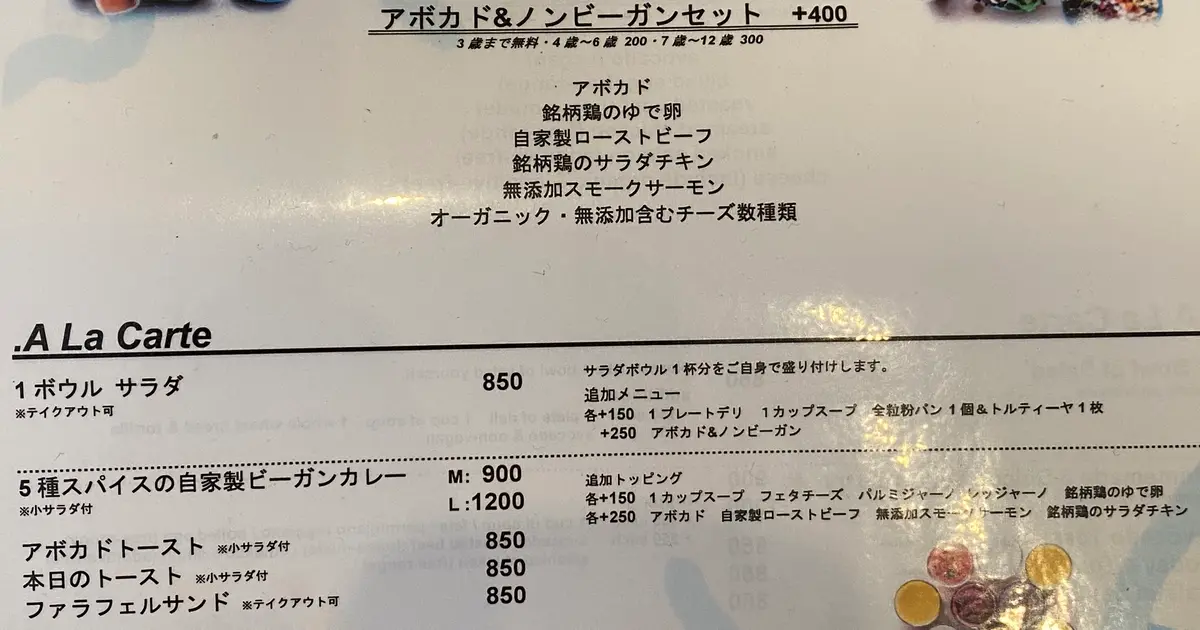 アボカド&ノンビーガンセット +400
3歳まで無料・4歳～6歳 200・7歳～12歳 300
アボカド
銘柄鶏のゆで卵
自家製ローストビーフ
銘柄鶏のサラダチキン
無添加スモークサーモン
オーガニック・無添加含むチーズ数種類
.A La Carte
1ボウル サラダ 850 サラダボウル1杯分をご自身で盛り付けします。
※テイクアウト可
追加メニュー
各+150 1プレートデリ 1カップスープ 全粒粉パン1個&トルティーヤ1枚
+250 アボカド&ノンビーガン
5種スパイスの自家製ビーガンカレー M: 900 追加トッピング
※小サラダ付 L:1200 各+150 1カップスープ フェタチーズ パルミジャーノ レッジャーノ 銘柄鶏のゆで卵
各+250 アボカド 自家製ローストビーフ 無添加スモークサーモン 銘柄鶏のサラダチキン
アボカドトースト ※小サラダ付 850
本日のトースト ※小サラダ付 850
ファラフェルサンド ※テイクアウト可 850